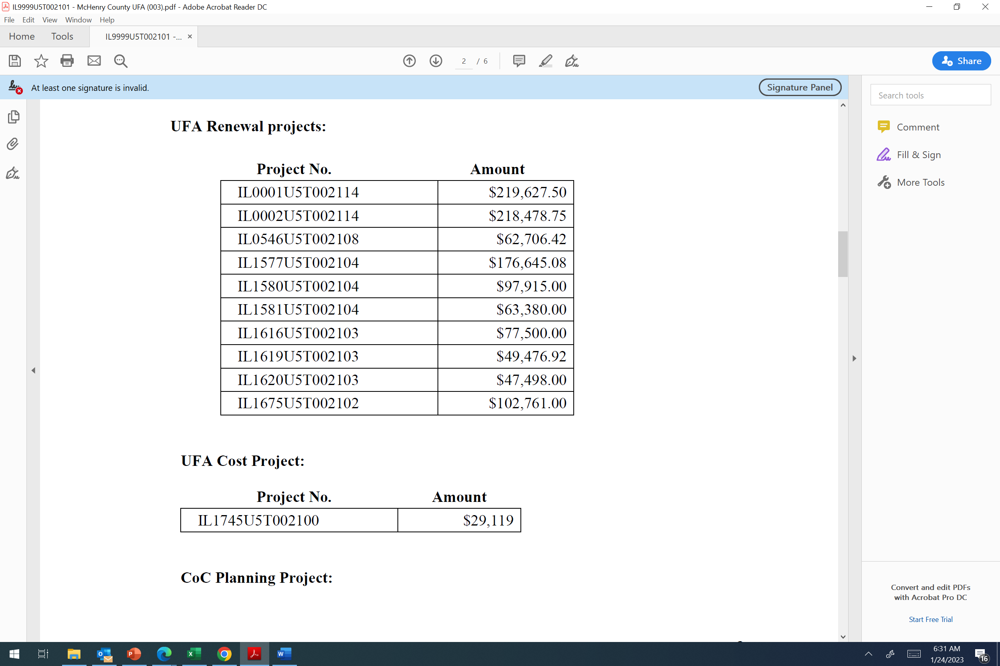 IL9999U5T002101 - McHenry County UFA (003).pdf - Adobe Acrobat Reader DC
File Edit View Window Help
Home Tools IL9999U5T002101 -... ×
2 / 6 Share
At least one signature is invalid. Signature Panel
Search tools
Comment
Fill & Sign
More Tools
UFA Renewal projects:
Project No. Amount
IL0001U5T002114 $219,627.50
IL0002U5T002114 $218,478.75
IL0546U5T002108 $62,706.42
IL1577U5T002104 $176,645.08
IL1580U5T002104 $97,915.00
IL1581U5T002104 $63,380.00
IL1616U5T002103 $77,500.00
IL1619U5T002103 $49,476.92
IL1620U5T002103 $47,498.00
IL1675U5T002102 $102,761.00
UFA Cost Project:
Project No. Amount
IL1745U5T002100 $29,119
CoC Planning Project:
Convert and edit PDFs
with Acrobat Pro DC
Start Free Trial
6:31 AM
1/24/2023
16